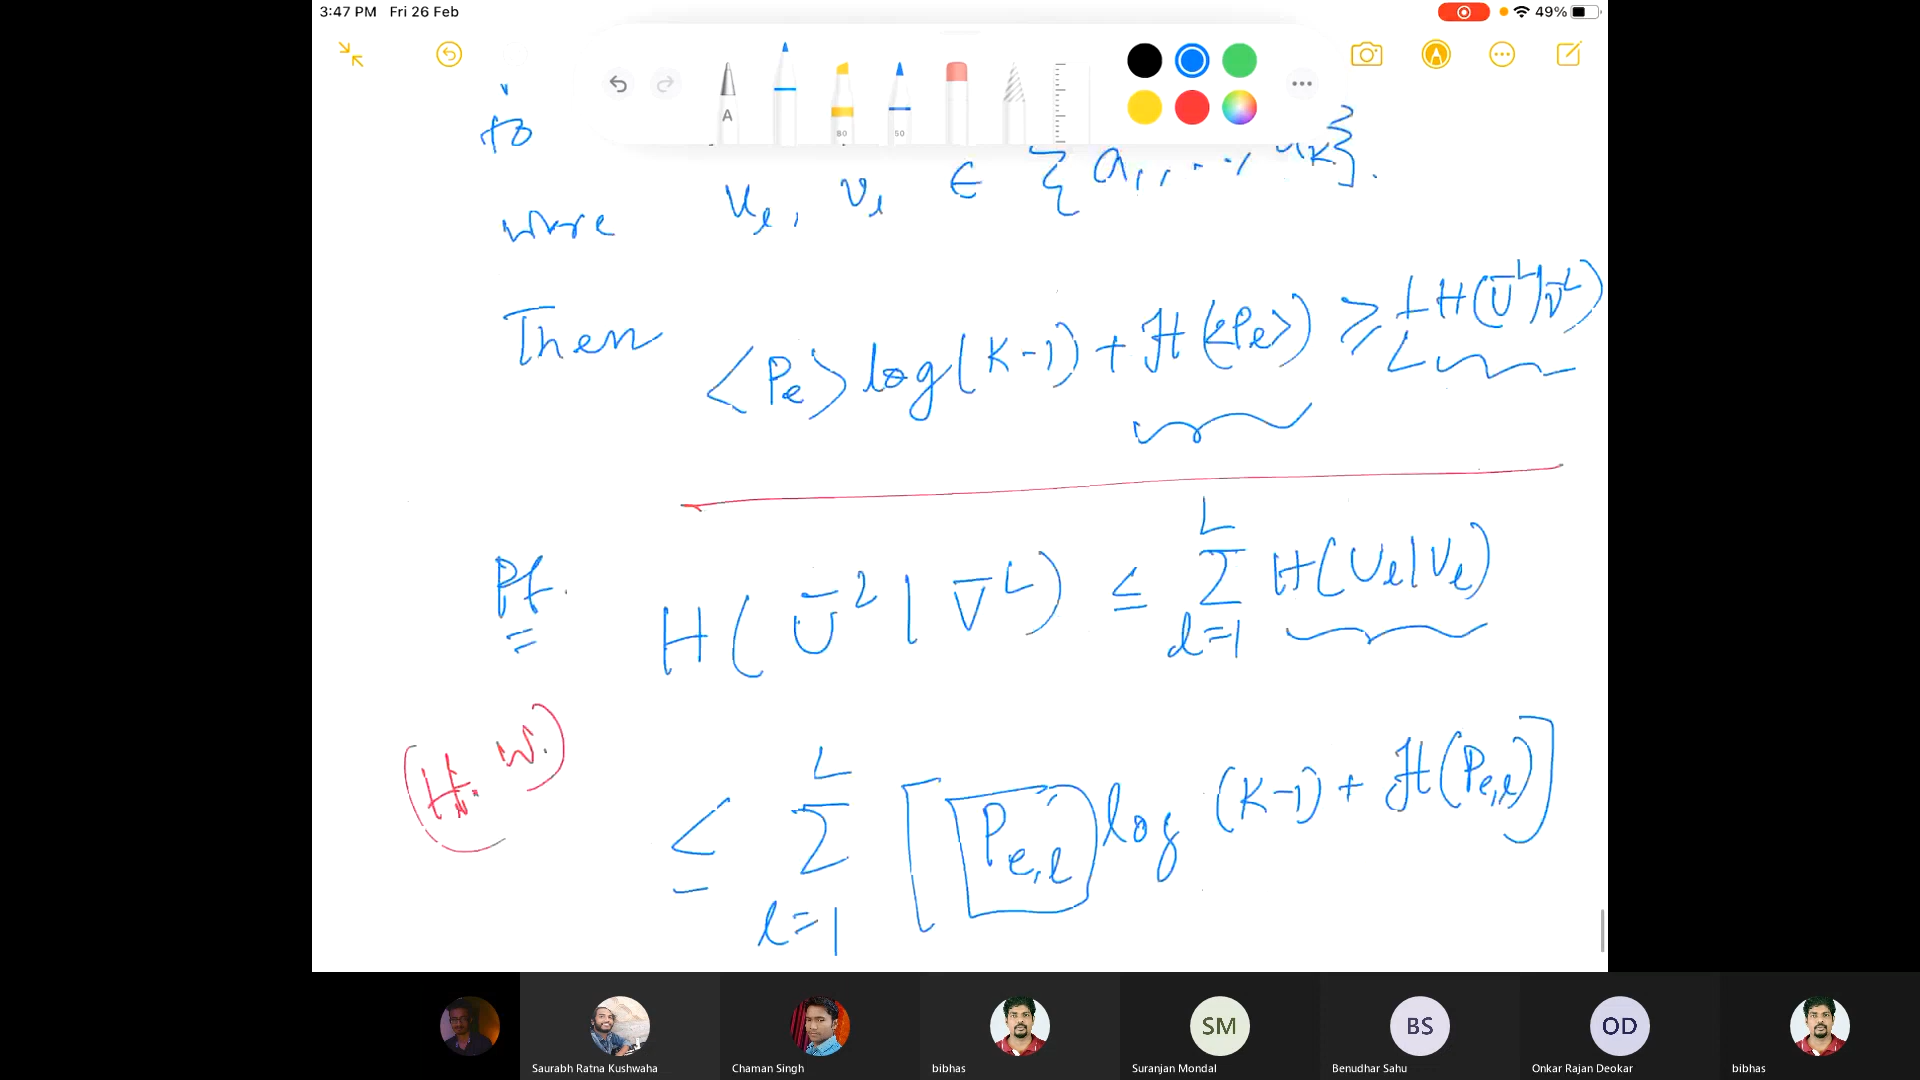 3:47 PM Fri 26 Feb
49%
A
80
50
to
where u_l, v_l ∈ {a_1, ..., a_K}.
Then <P_e> log(K-1) + ℋ(<P_e>) ≥ 1/L H(U̅^L|V̅^L)
Pf. H(U̅^L | V̅^L) ≤ ∑_{l=1}^{L} H(U_l|V_l)
(H.W.)
≤ ∑_{l=1}^{L} [P_{e,l} log (K-1) + ℋ(P_{e,l})]
SM
BS
OD
Saurabh Ratna Kushwaha
Chaman Singh
bibhas
Suranjan Mondal
Benudhar Sahu
Onkar Rajan Deokar
bibhas